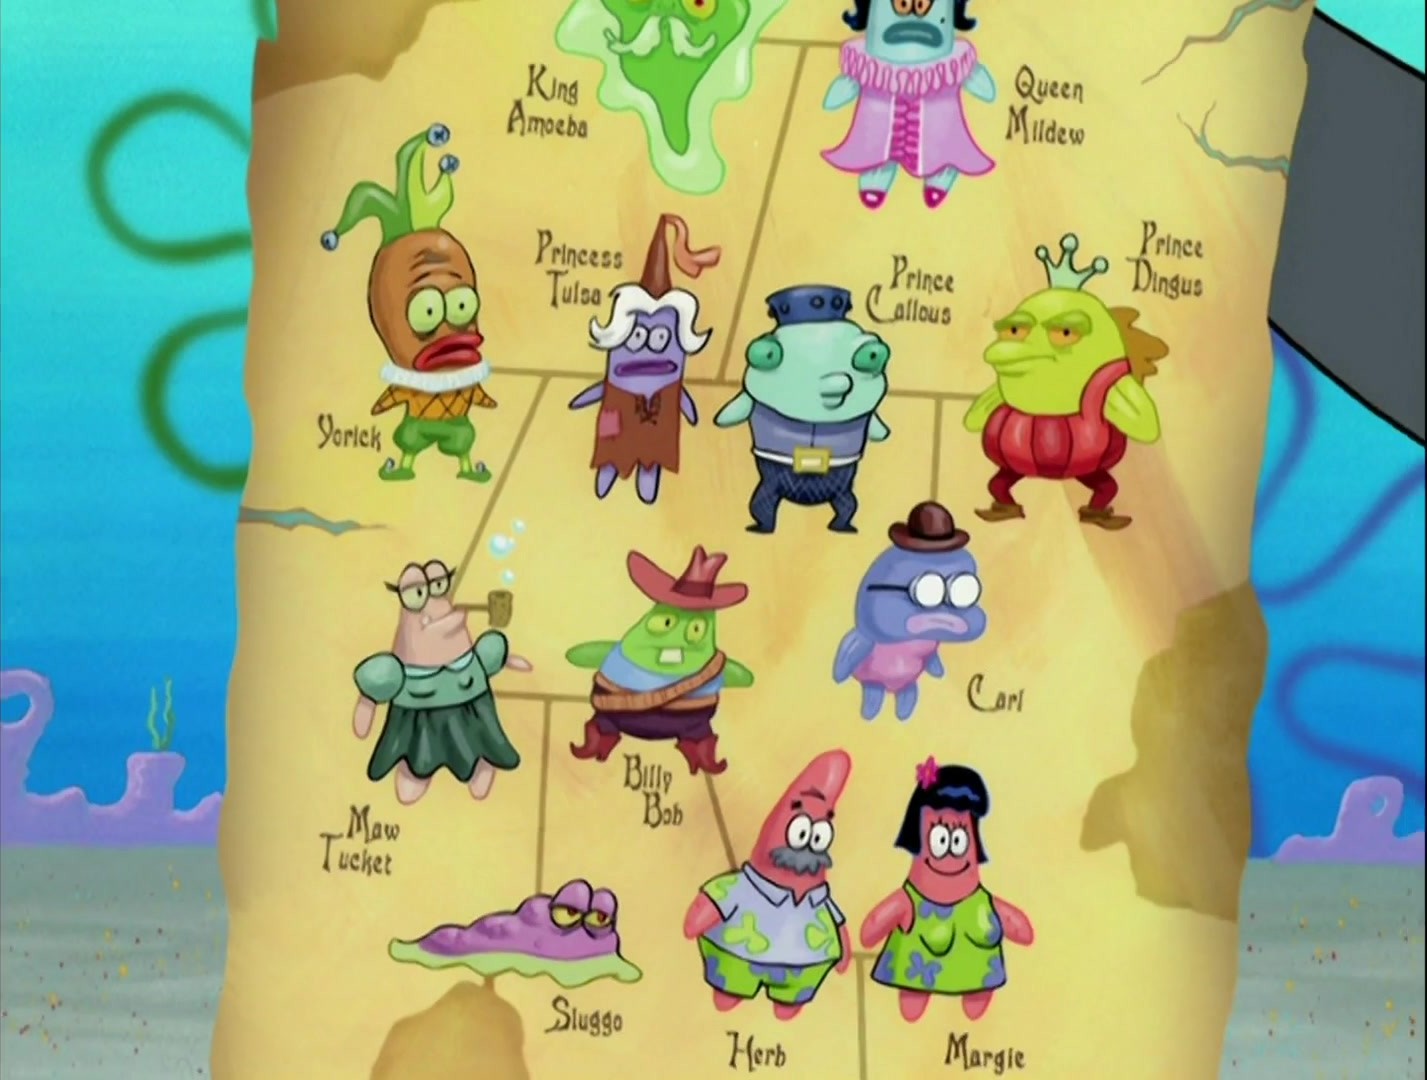 King
Amoeba
Queen
Mildew
Princess
Tulsa
Prince
Callous
Prince
Dingus
Yorick
Carl
Billy
Bob
Maw
Tucket
Sluggo
Herb
Margie